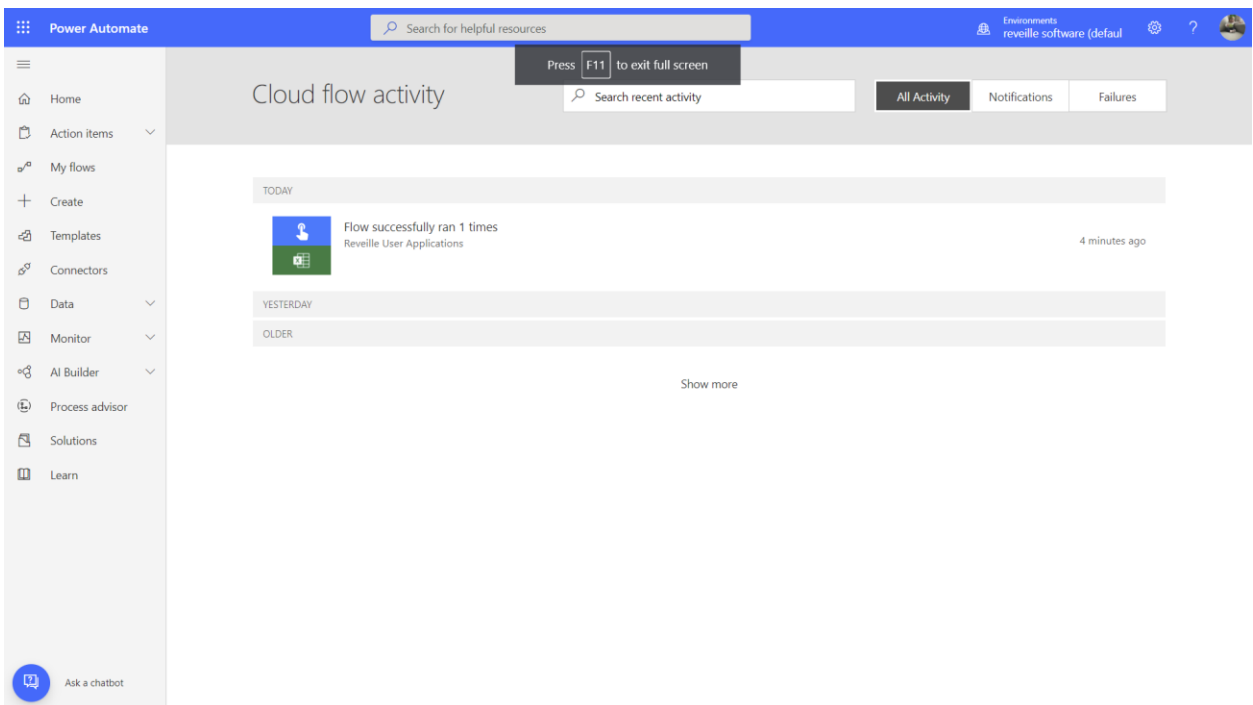 Power Automate
Search for helpful resources
Environments
reveille software (defaul
?
Press F11 to exit full screen
Home
Action items
My flows
Create
Templates
Connectors
Data
Monitor
AI Builder
Process advisor
Solutions
Learn
Ask a chatbot
Cloud flow activity
Search recent activity
All Activity
Notifications
Failures
TODAY
Flow successfully ran 1 times
Reveille User Applications
4 minutes ago
YESTERDAY
OLDER
Show more